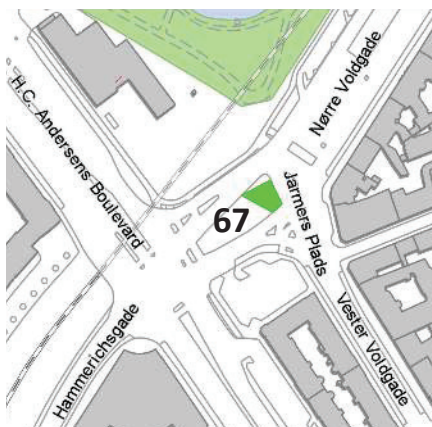 Nørre Voldgade
H.C. Andersens Boulevard
Jarmers Plads
67
Vester Voldgade
Hammerichsgade